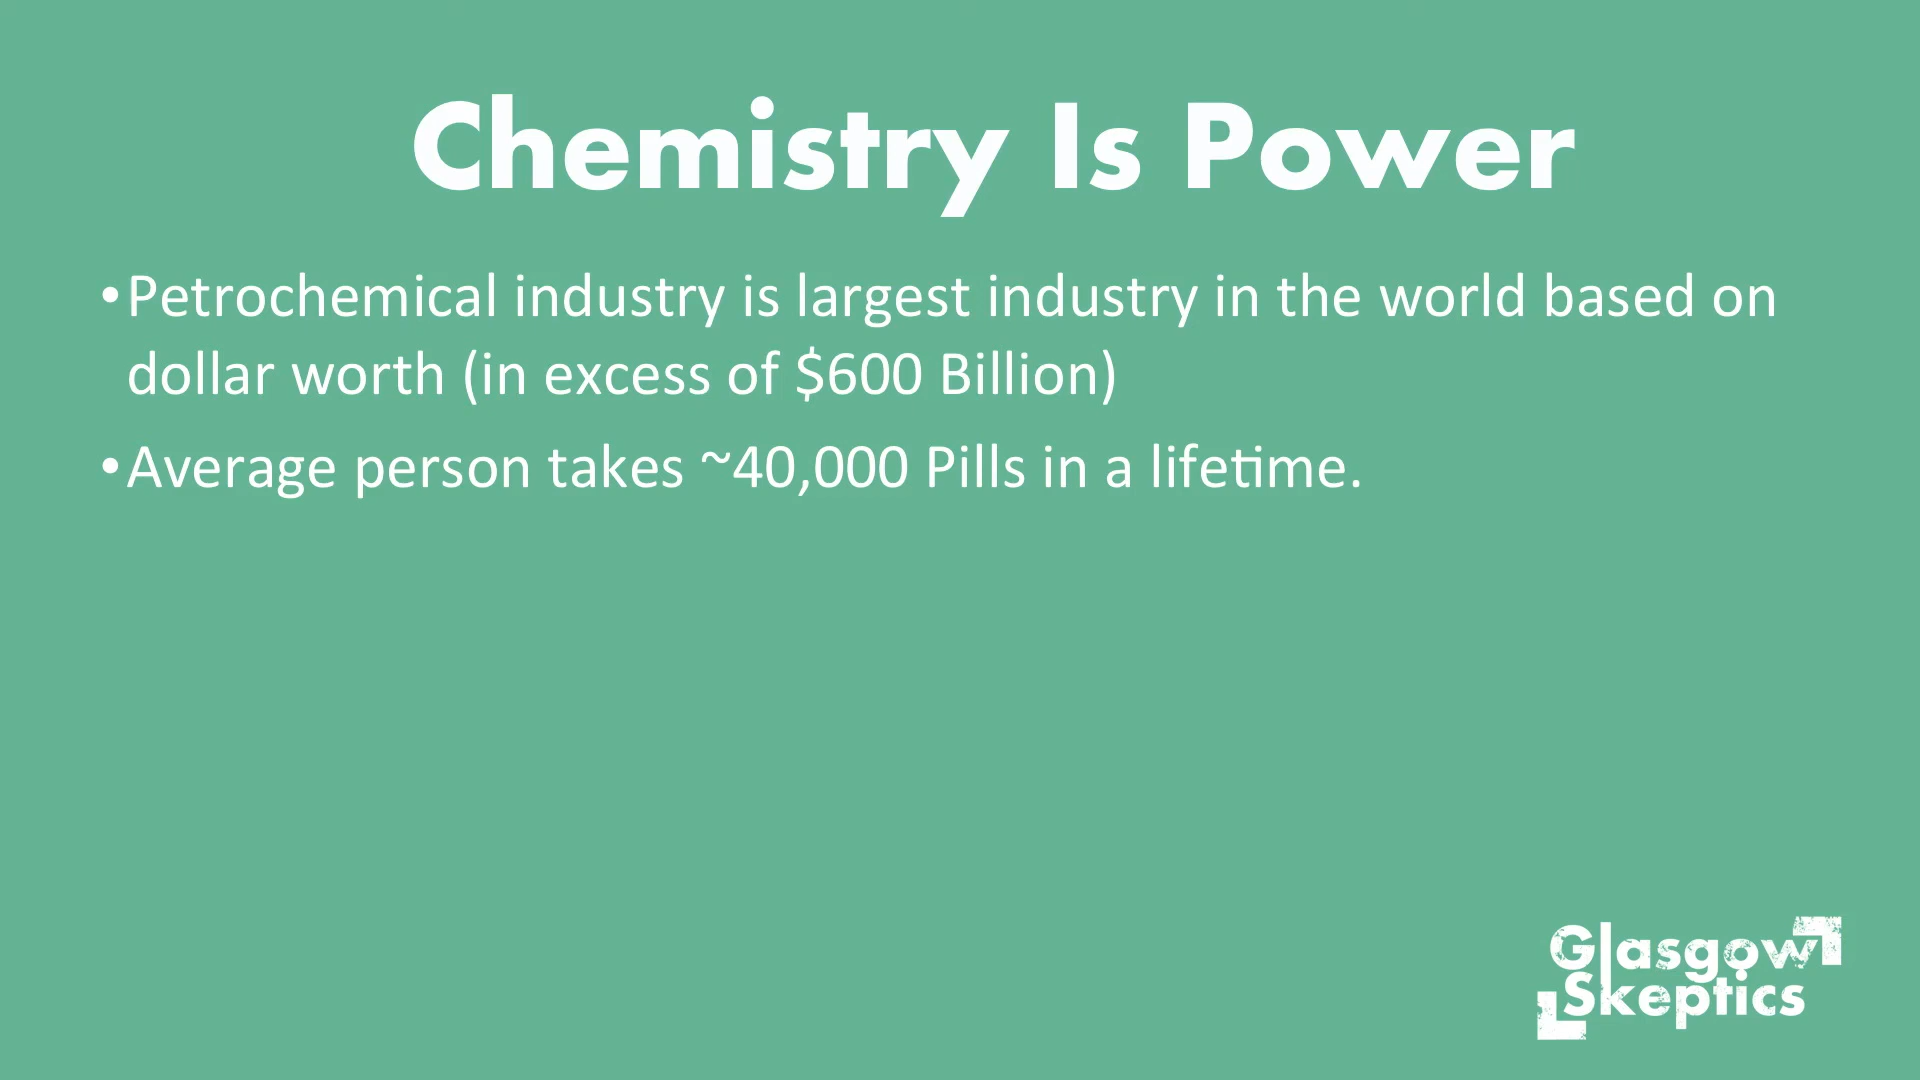 Chemistry Is Power
•Petrochemical industry is largest industry in the world based on
dollar worth (in excess of $600 Billion)
•Average person takes ~40,000 Pills in a lifetime.
Glasgow
Skeptics